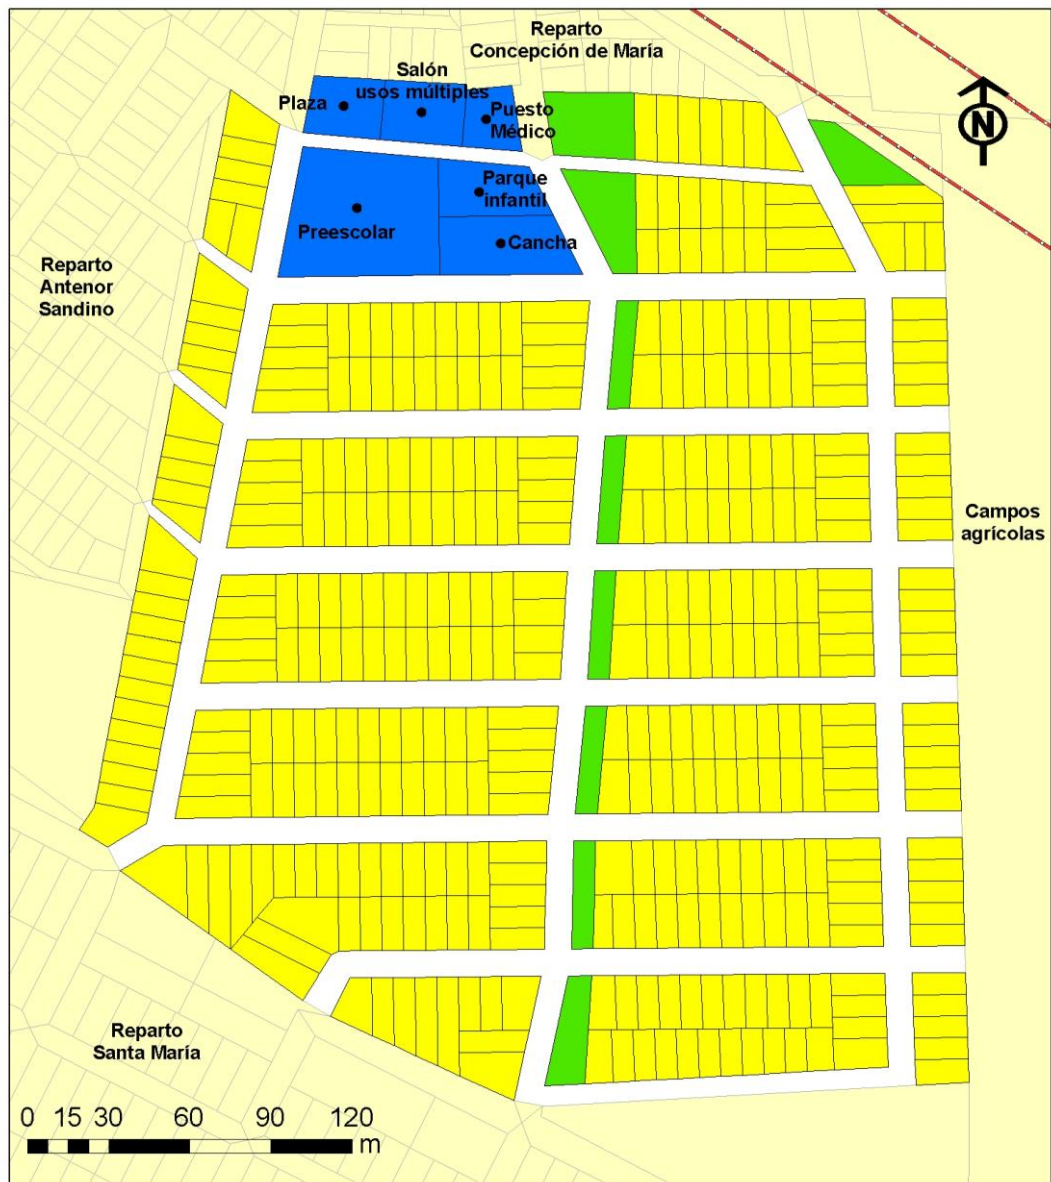 Reparto
Concepción de María
Salón
usos múltiples
Plaza
Puesto
Médico
N
Parque
infantil
Preescolar
Cancha
Reparto
Antenor
Sandino
Campos
agrícolas
Reparto
Santa María
0 15 30 60 90 120
m